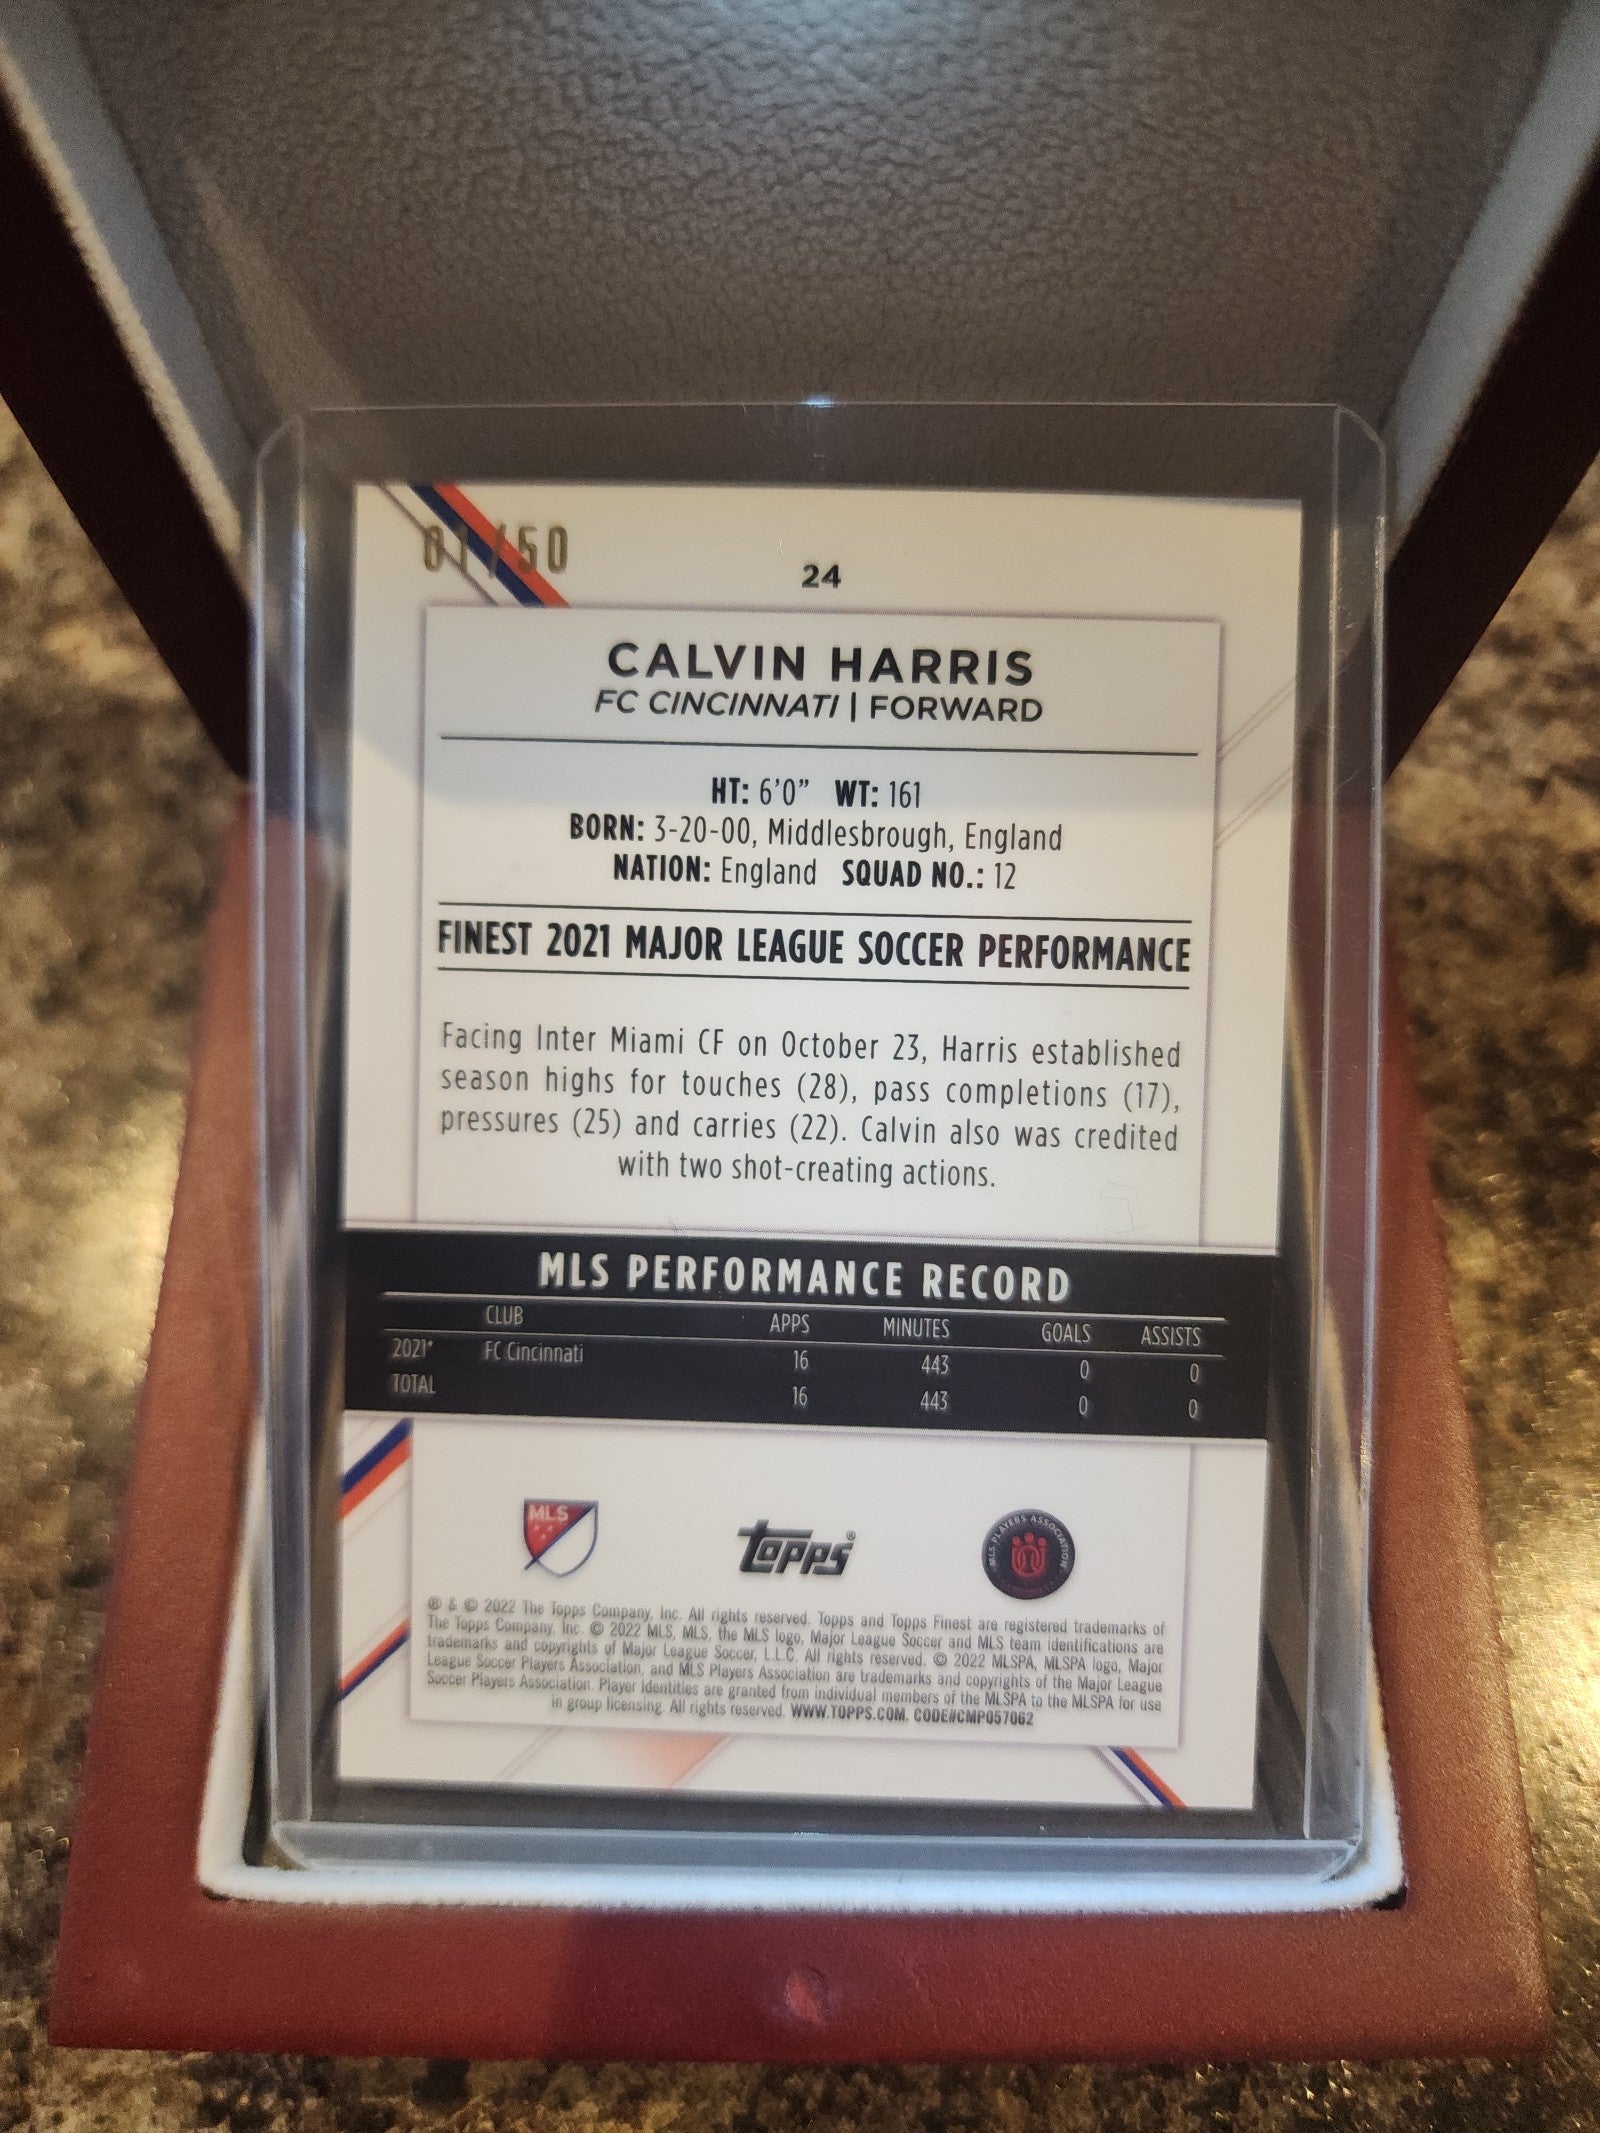 01/50
24
CALVIN HARRIS
FC CINCINNATI | FORWARD
HT: 6'0” WT: 161
BORN: 3-20-00, Middlesbrough, England
NATION: England SQUAD NO.: 12
FINEST 2021 MAJOR LEAGUE SOCCER PERFORMANCE
Facing Inter Miami CF on October 23, Harris established
season highs for touches (28), pass completions (17),
pressures (25) and carries (22). Calvin also was credited
with two shot-creating actions.
MLS PERFORMANCE RECORD
CLUB APPS MINUTES GOALS ASSISTS
2021* FC Cincinnati 16 443 0 0
TOTAL 16 443 0 0
MLS
topps®
MLS PLAYERS ASSOCIATION
® & © 2022 The Topps Company, Inc. All rights reserved. Topps and Topps Finest are registered trademarks of
The Topps Company, Inc. © 2022 MLS, MLS, the MLS logo, Major League Soccer and MLS team identifications are
trademarks and copyrights of Major League Soccer, L.L.C. All rights reserved. © 2022 MLSPA, MLSPA logo, Major
League Soccer Players Association, and MLS Players Association are trademarks and copyrights of the Major League
Soccer Players Association. Player Identities are granted from individual members of the MLSPA to the MLSPA for use
in group licensing. All rights reserved. WWW.TOPPS.COM. CODE#CMP057062